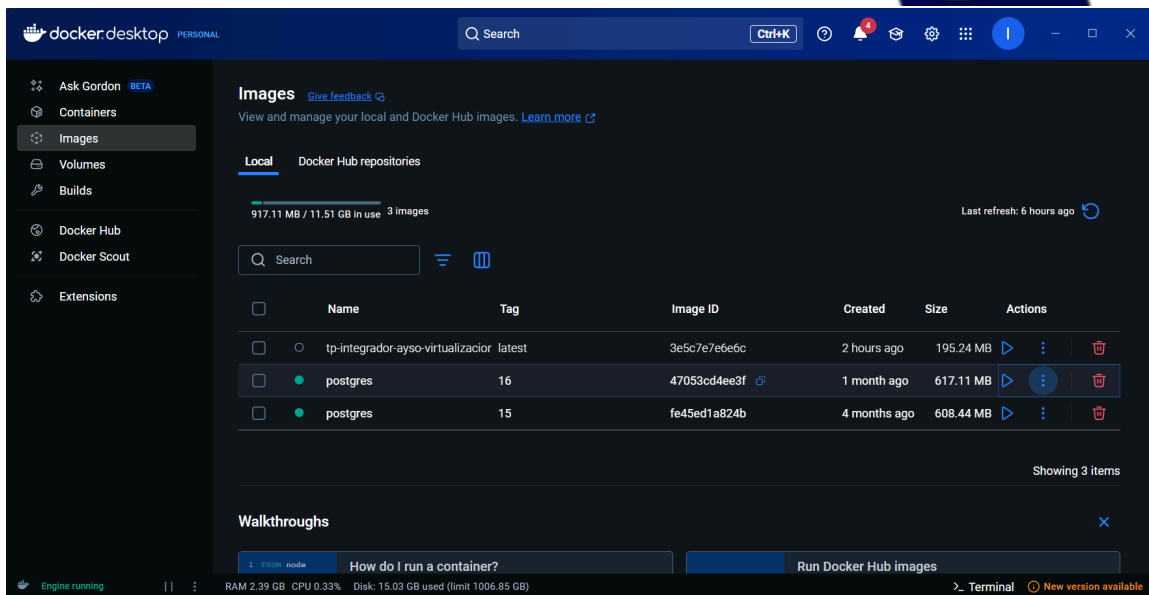 docker.desktop PERSONAL
Search
Ctrl+K
4
I
Ask Gordon BETA
Containers
Images
Volumes
Builds
Docker Hub
Docker Scout
Extensions
Images Give feedback
View and manage your local and Docker Hub images. Learn more
Local Docker Hub repositories
917.11 MB / 11.51 GB in use 3 images
Last refresh: 6 hours ago
Search
Name Tag Image ID Created Size Actions
tp-integrador-ayso-virtualizacion latest 3e5c7e7e6e6c 2 hours ago 195.24 MB
postgres 16 47053cd4ee3f 1 month ago 617.11 MB
postgres 15 fe45ed1a824b 4 months ago 608.44 MB
Showing 3 items
Walkthroughs
1 FROM node
How do I run a container?
Run Docker Hub images
Engine running
RAM 2.39 GB CPU 0.33% Disk: 15.03 GB used (limit 1006.85 GB)
>_ Terminal
New version available